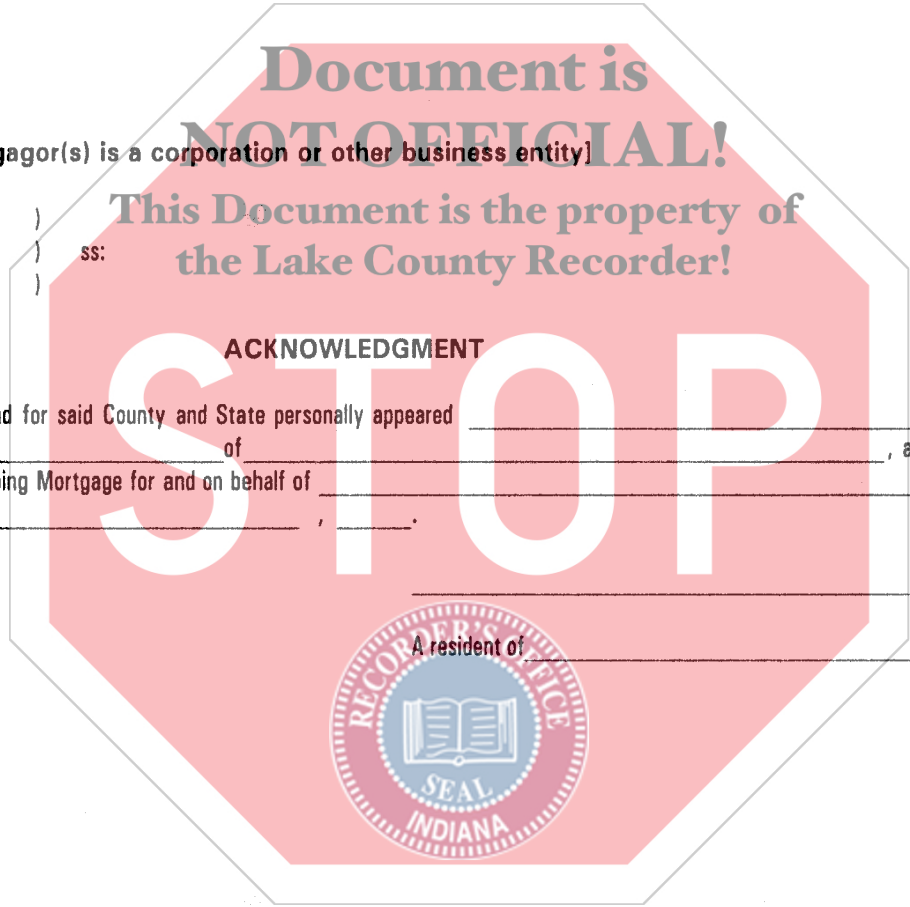 Document is
NOT OFFICIAL!
gagor(s) is a corporation or other business entity]
This Document is the property of
)
) ss:
the Lake County Recorder!
)
ACKNOWLEDGMENT
STOP
d for said County and State personally appeared
of , a
ing Mortgage for and on behalf of
, .
A resident of
RECORDER'S OFFICE
SEAL
INDIANA